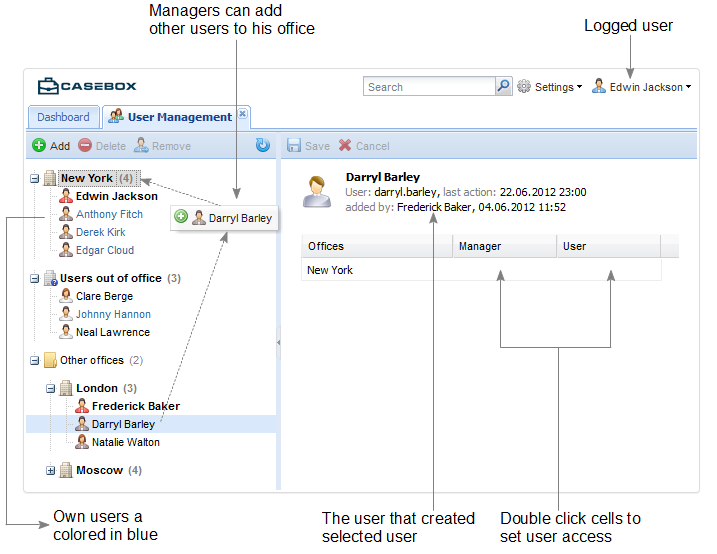 Managers can add
other users to his office
Logged user
CASEBOX
Search
Settings
Edwin Jackson
Dashboard
User Management
Add Delete Remove
Save Cancel
New York (4)
Edwin Jackson
Anthony Fitch
Derek Kirk
Edgar Cloud
Darryl Barley
Users out of office (3)
Clare Berge
Johnny Hannon
Neal Lawrence
Other offices (2)
London (3)
Frederick Baker
Darryl Barley
Natalie Walton
Moscow (4)
Darryl Barley
User: darryl.barley, last action: 22.06.2012 23:00
added by: Frederick Baker, 04.06.2012 11:52
Offices Manager User
New York
Own users a
colored in blue
The user that created
selected user
Double click cells to
set user access